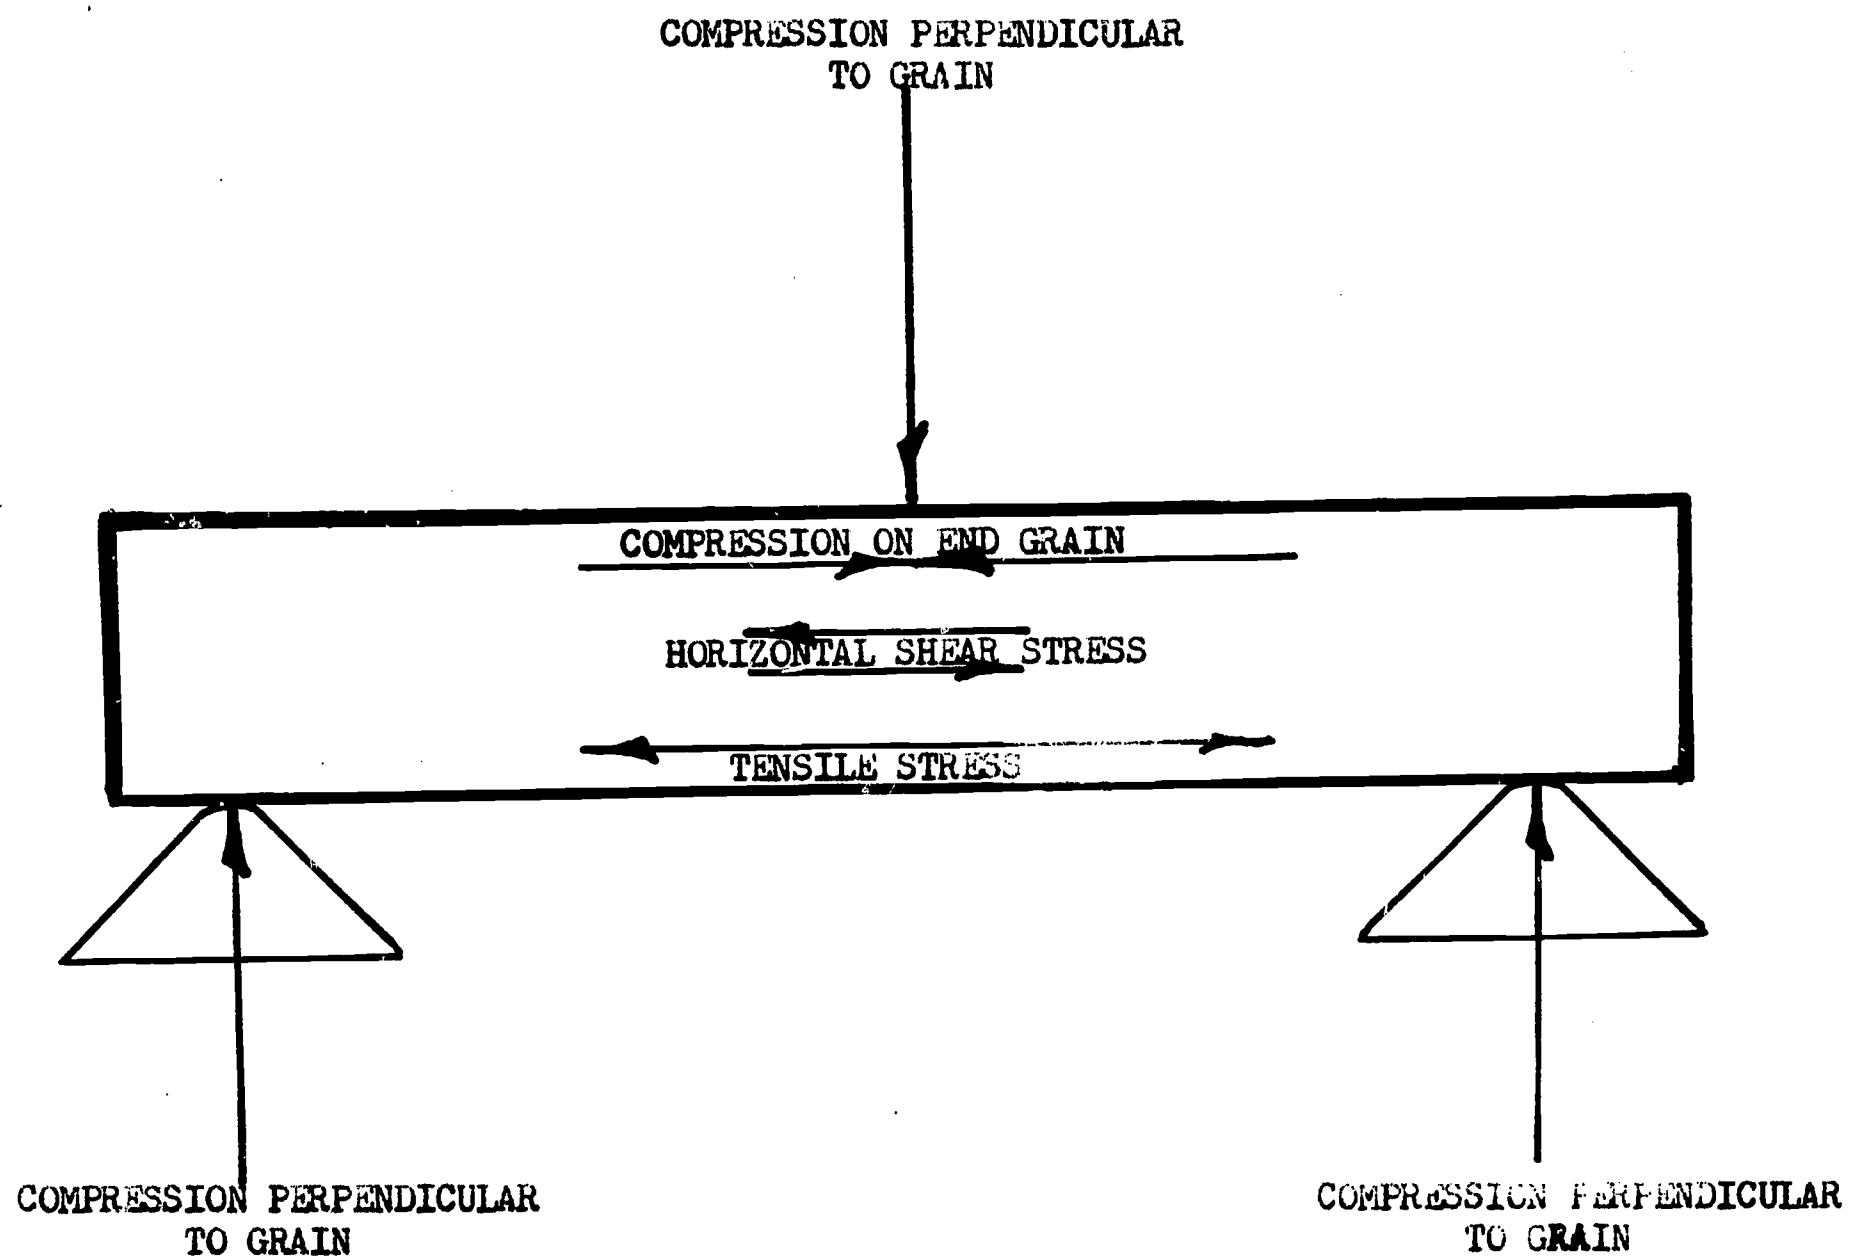 COMPRESSION PERPENDICULAR
TO GRAIN
COMPRESSION ON END GRAIN
HORIZONTAL SHEAR STRESS
TENSILE STRESS
COMPRESSION PERPENDICULAR
TO GRAIN
COMPRESSION PERPENDICULAR
TO GRAIN